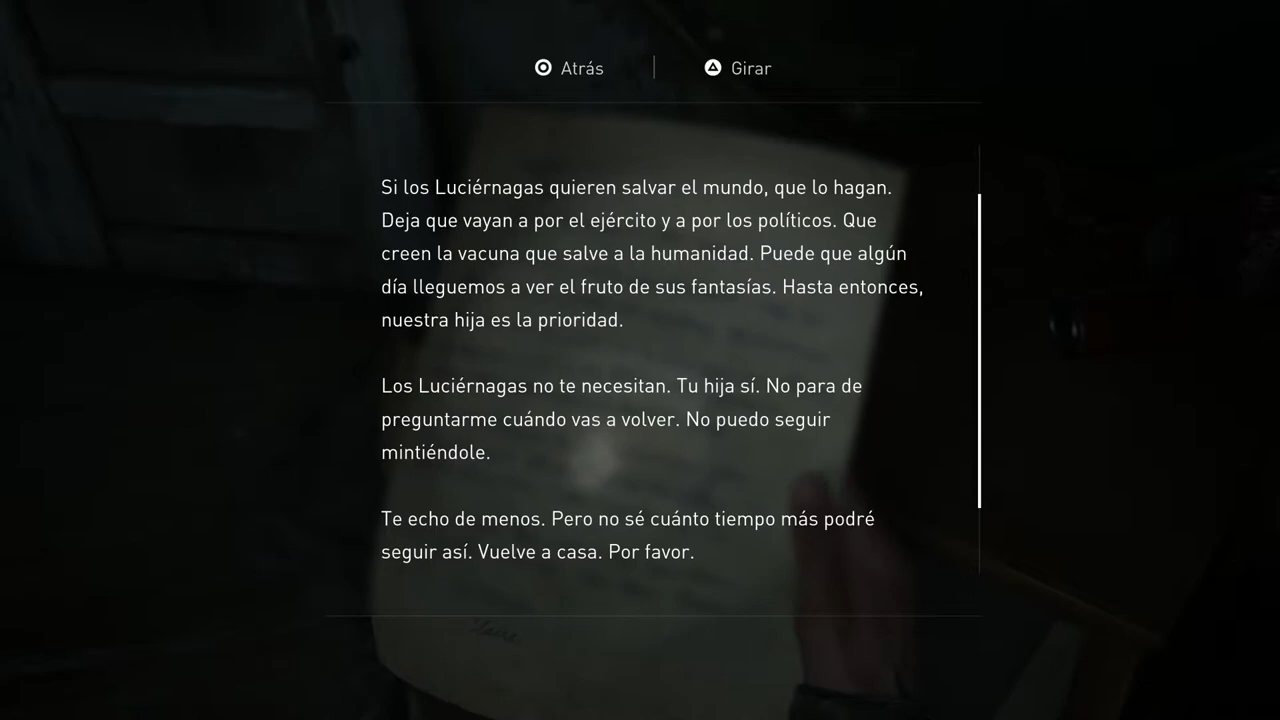 Atrás
Girar
Si los Luciérnagas quieren salvar el mundo, que lo hagan.
Deja que vayan a por el ejército y a por los políticos. Que
creen la vacuna que salve a la humanidad. Puede que algún
día lleguemos a ver el fruto de sus fantasías. Hasta entonces,
nuestra hija es la prioridad.
Los Luciérnagas no te necesitan. Tu hija sí. No para de
preguntarme cuándo vas a volver. No puedo seguir
mintiéndole.
Te echo de menos. Pero no sé cuánto tiempo más podré
seguir así. Vuelve a casa. Por favor.